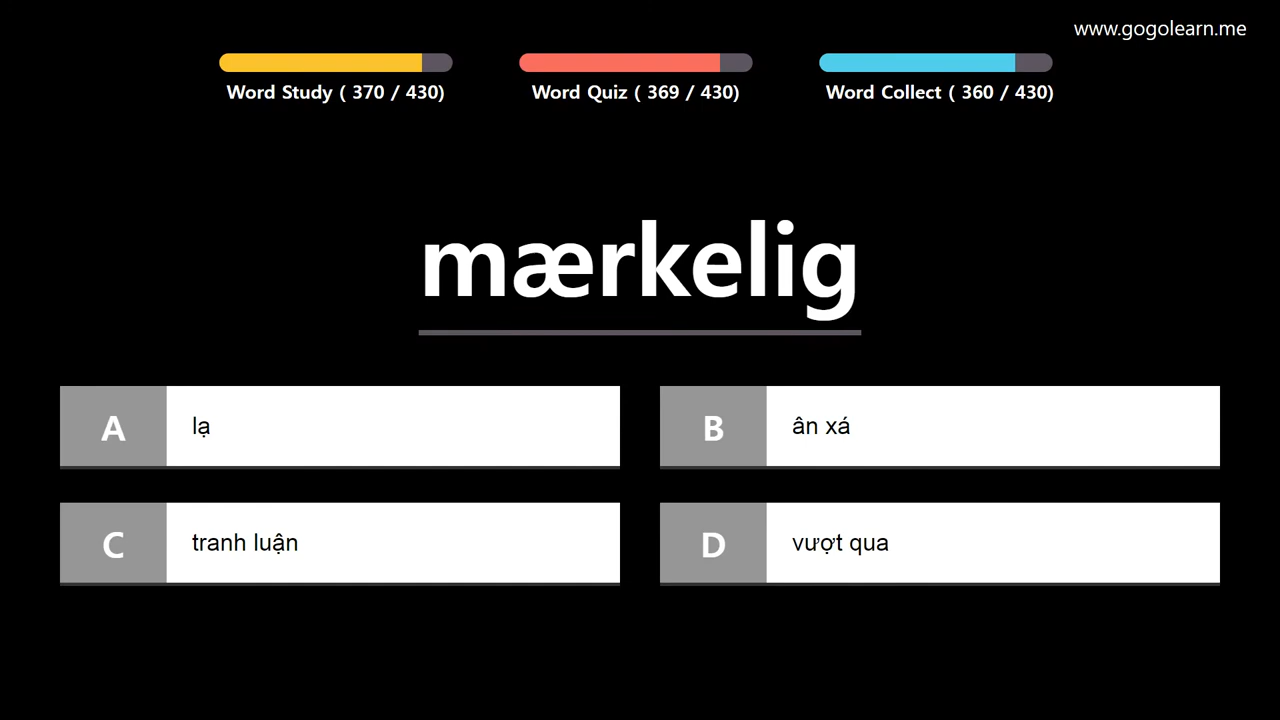 www.gogolearn.me
Word Study ( 370 / 430)
Word Quiz ( 369 / 430)
Word Collect ( 360 / 430)
mærkelig
A lạ
B ân xá
C tranh luận
D vượt qua